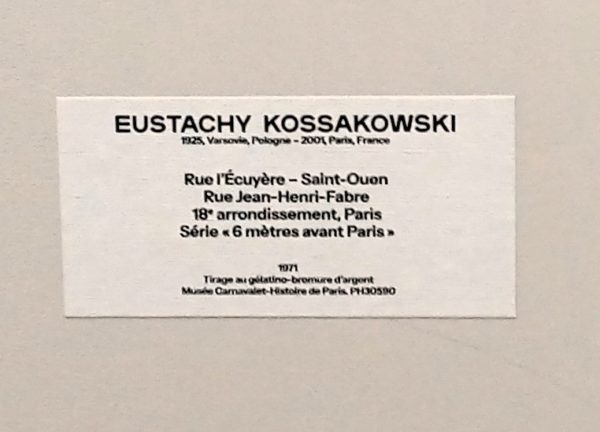 EUSTACHY KOSSAKOWSKI
1925, Varsovie, Pologne – 2001, Paris, France
Rue l'Écuyère – Saint-Ouen
Rue Jean-Henri-Fabre
18ᵉ arrondissement, Paris
Série « 6 mètres avant Paris »
1971
Tirage au gélatino-bromure d'argent
Musée Carnavalet-Histoire de Paris. PH30590